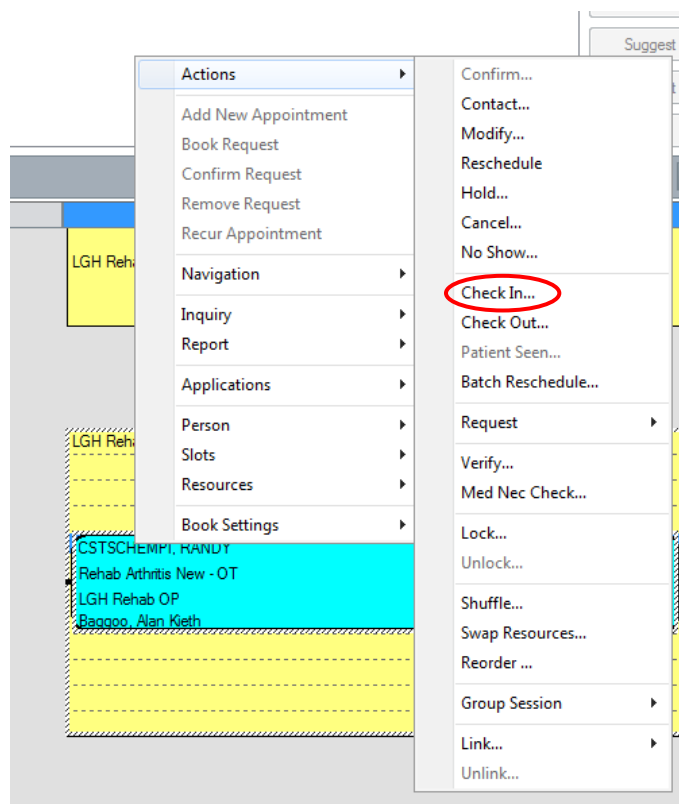 Suggest
Actions
Add New Appointment
Book Request
Confirm Request
Remove Request
Recur Appointment
Navigation
Inquiry
Report
Applications
Person
Slots
Resources
Book Settings
Confirm...
Contact...
Modify...
Reschedule
Hold...
Cancel...
No Show...
Check In...
Check Out...
Patient Seen...
Batch Reschedule...
Request
Verify...
Med Nec Check...
Lock...
Unlock...
Shuffle...
Swap Resources...
Reorder ...
Group Session
Link...
Unlink...
LGH
LGH
CSTSCHEMPI, RANDY
Rehab Arthritis New - OT
LGH Rehab OP
Baggoo, Alan Kieth